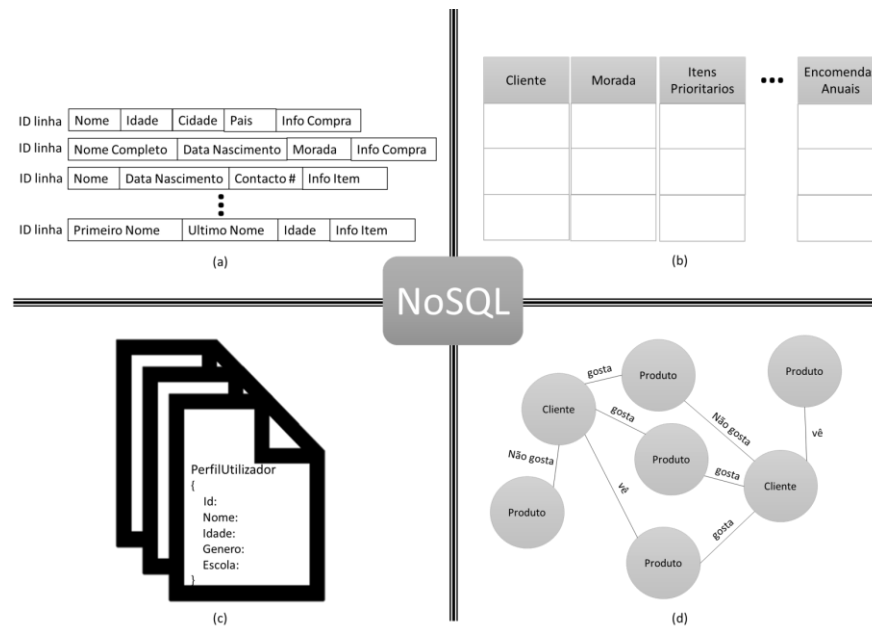 ID linha Nome Idade Cidade Pais Info Compra
ID linha Nome Completo Data Nascimento Morada Info Compra
ID linha Nome Data Nascimento Contacto # Info Item
ID linha Primeiro Nome Ultimo Nome Idade Info Item
(a)
Cliente Morada Itens Prioritarios ••• Encomendas Anuais
(b)
NoSQL
PerfilUtilizador
{
Id:
Nome:
Idade:
Genero:
Escola:
}
(c)
Produto
gosta
Produto
Cliente
gosta
Não gosta
vê
Não gosta
Produto
gosta
Cliente
Produto
vê
gosta
Produto
(d)